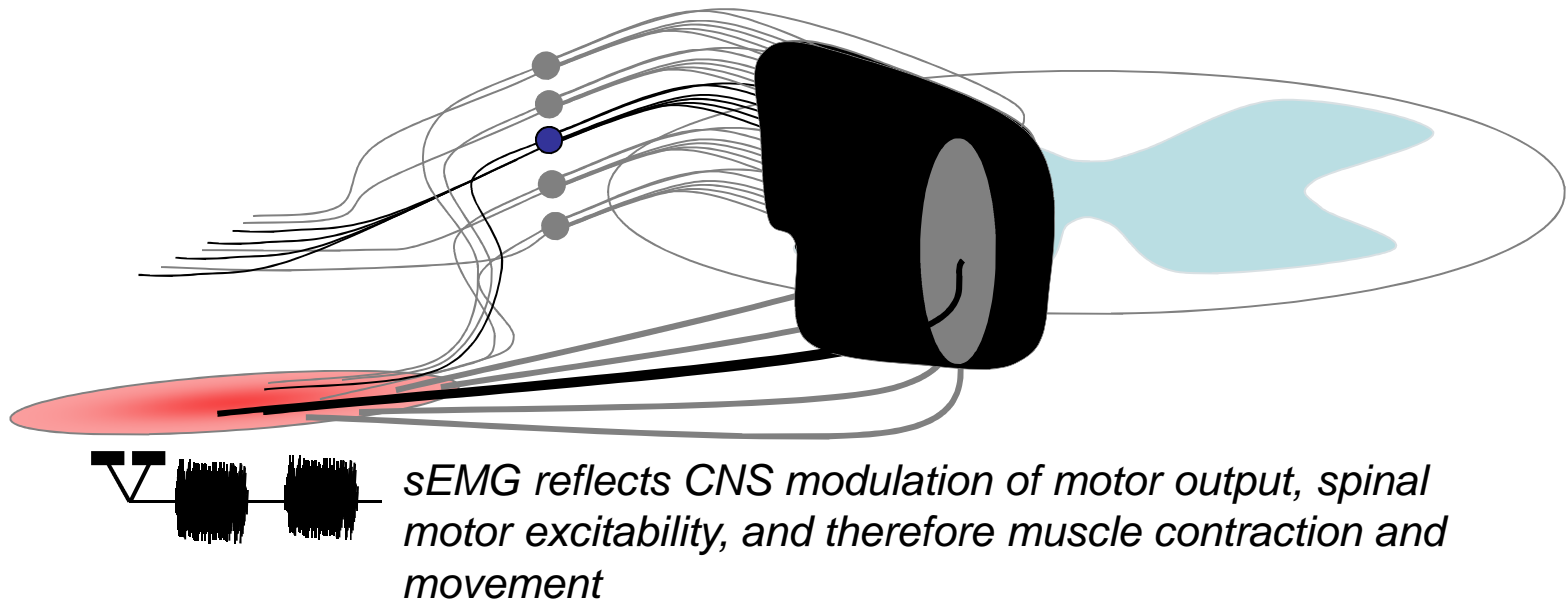 sEMG reflects CNS modulation of motor output, spinal
motor excitability, and therefore muscle contraction and
movement